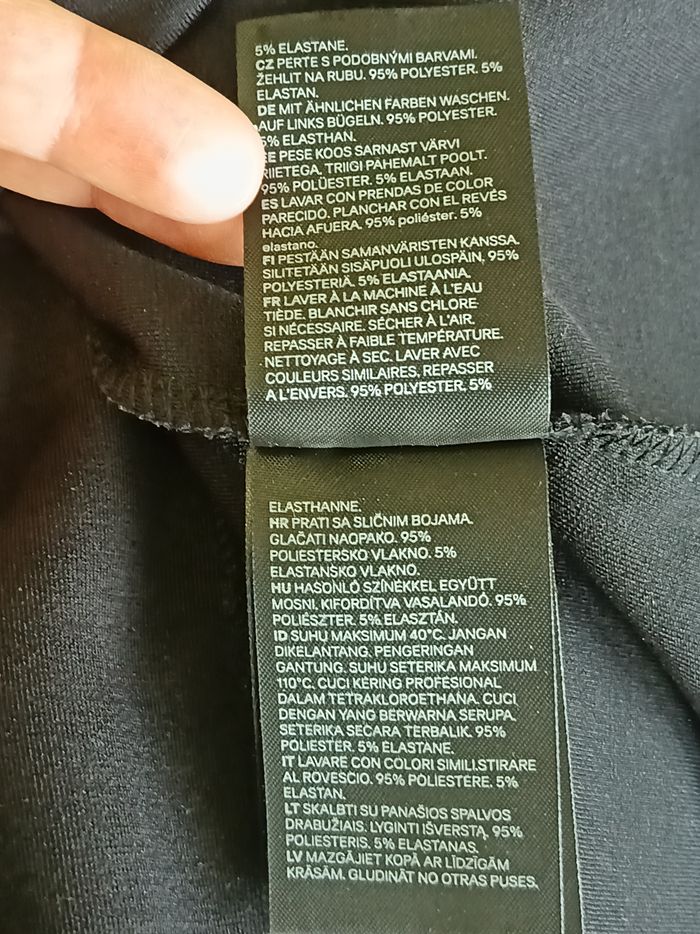 5% ELASTANE.
CZ PERTE S PODOBNÝMI BARVAMI.
ŽEHLIT NA RUBU. 95% POLYESTER. 5%
ELASTAN.
DE MIT ÄHNLICHEN FARBEN WASCHEN.
AUF LINKS BÜGELN. 95% POLYESTER.
5% ELASTHAN.
EE PESE KOOS SARNAST VÄRVI
RIIETEGA, TRIIGI PAHEMALT POOLT.
95% POLÜESTER. 5% ELASTAAN.
ES LAVAR CON PRENDAS DE COLOR
PARECIDO. PLANCHAR CON EL REVÉS
HACIA AFUERA. 95% poliéster. 5%
elastano.
FI PESTÄÄN SAMANVÄRISTEN KANSSA.
SILITETÄÄN SISÄPUOLI ULOSPÄIN, 95%
POLYESTERIÄ. 5% ELASTAANIA.
FR LAVER À LA MACHINE À L'EAU
TIÈDE. BLANCHIR SANS CHLORE
SI NÉCESSAIRE. SÉCHER À L'AIR.
REPASSER À FAIBLE TEMPÉRATURE.
NETTOYAGE À SEC. LAVER AVEC
COULEURS SIMILAIRES. REPASSER
A L'ENVERS. 95% POLYESTER. 5%
ELASTHANNE.
HR PRATI SA SLIČNIM BOJAMA.
GLAČATI NAOPAKO. 95%
POLIESTERSKO VLAKNO. 5%
ELASTANSKO VLAKNO.
HU HASONLÓ SZÍNEKKEL EGYÜTT
MOSNI, KIFORDÍTVA VASALANDÓ. 95%
POLIÉSZTER. 5% ELASZTÁN.
ID SUHU MAKSIMUM 40°C. JANGAN
DIKELANTANG. PENGERINGAN
GANTUNG. SUHU SETERIKA MAKSIMUM
110°C. CUCI KERING PROFESIONAL
DALAM TETRAKLOROETHANA. CUCI
DENGAN YANG BERWARNA SERUPA.
SETERIKA SECARA TERBALIK. 95%
POLIESTER. 5% ELASTANE.
IT LAVARE CON COLORI SIMILI.STIRARE
AL ROVESCIO. 95% POLIESTERE. 5%
ELASTAN.
LT SKALBTI SU PANAŠIOS SPALVOS
DRABUŽIAIS. LYGINTI IŠVERSTĄ. 95%
POLIESTERIS. 5% ELASTANAS.
LV MAZGĀJIET KOPĀ AR LĪDZĪGĀM
KRĀSĀM. GLUDINĀT NO OTRAS PUSES.